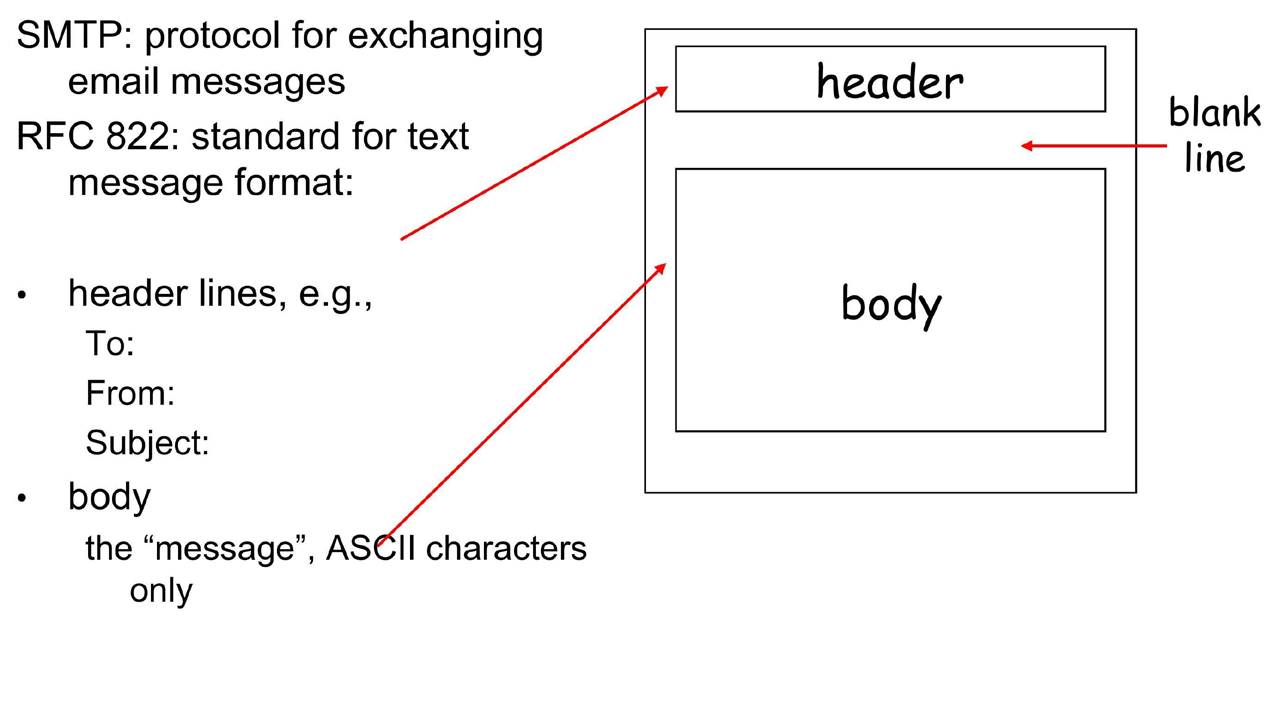 SMTP: protocol for exchanging
email messages
RFC 822: standard for text
message format:
• header lines, e.g.,
To:
From:
Subject:
• body
the “message”, ASCII characters
only
header
blank
line
body